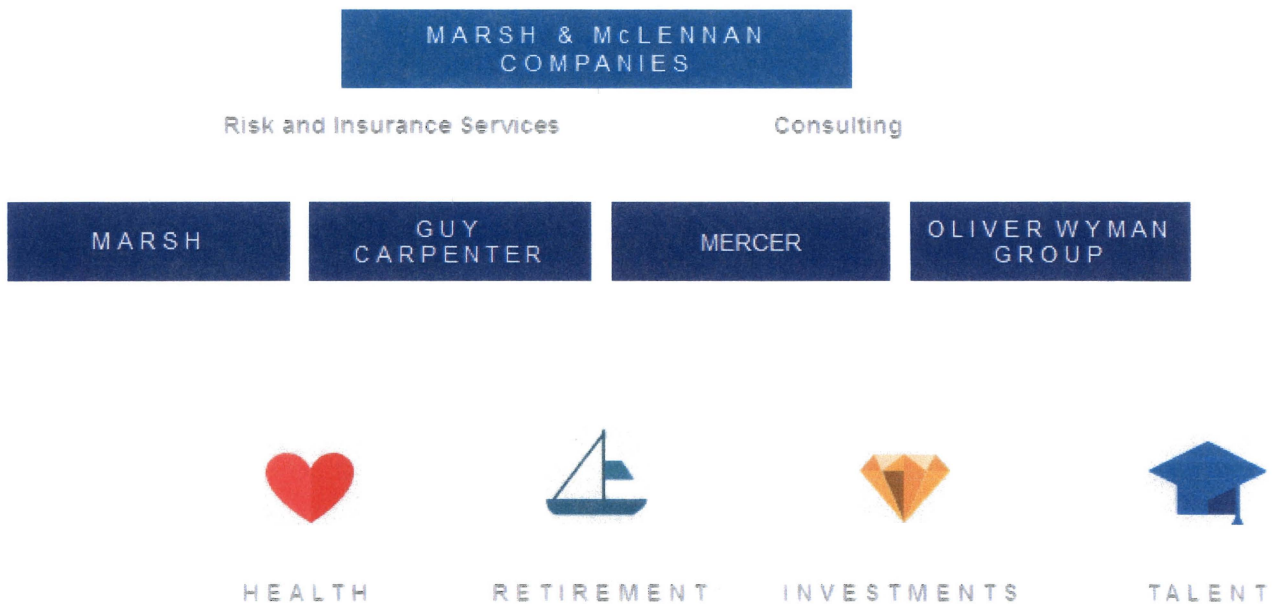 MARSH & McLENNAN
COMPANIES
Risk and Insurance Services
Consulting
MARSH
GUY
CARPENTER
MERCER
OLIVER WYMAN
GROUP
HEALTH
RETIREMENT
INVESTMENTS
TALENT